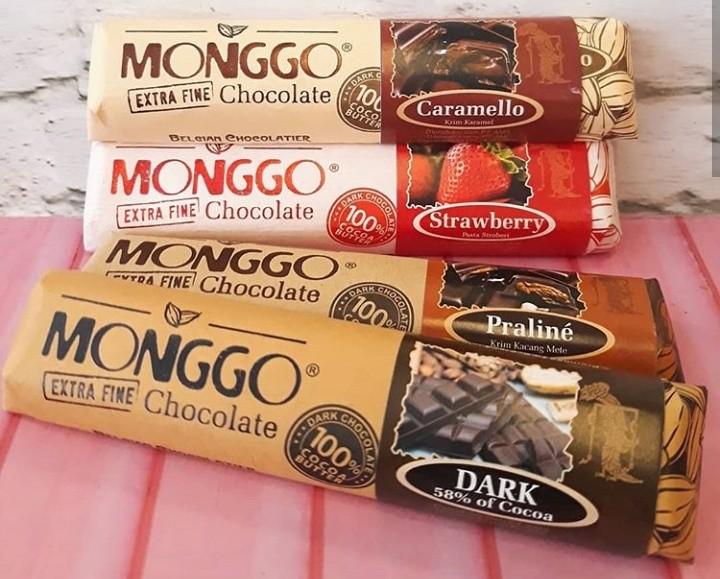 MONGGO®
EXTRA FINE Chocolate
DARK C
100
COCOA
BUTTER
Caramello
Krim Karamel
O
BELGIAN CHOCOLATIER
MONGGO®
EXTRA FINE Chocolate
DARK CHOCOLATE
100%
COCOA
BUTTER
Strawberry
Pasta Stroberi
MONGGO®
EXTRA FINE Chocolate
DARK CHOCOLATE
100%
Praliné
Krim Kacang Mete
MONGGO®
EXTRA FINE Chocolate
DARK CHOCOLATE
100%
COCOA
BUTTER
DARK
58% of Cocoa